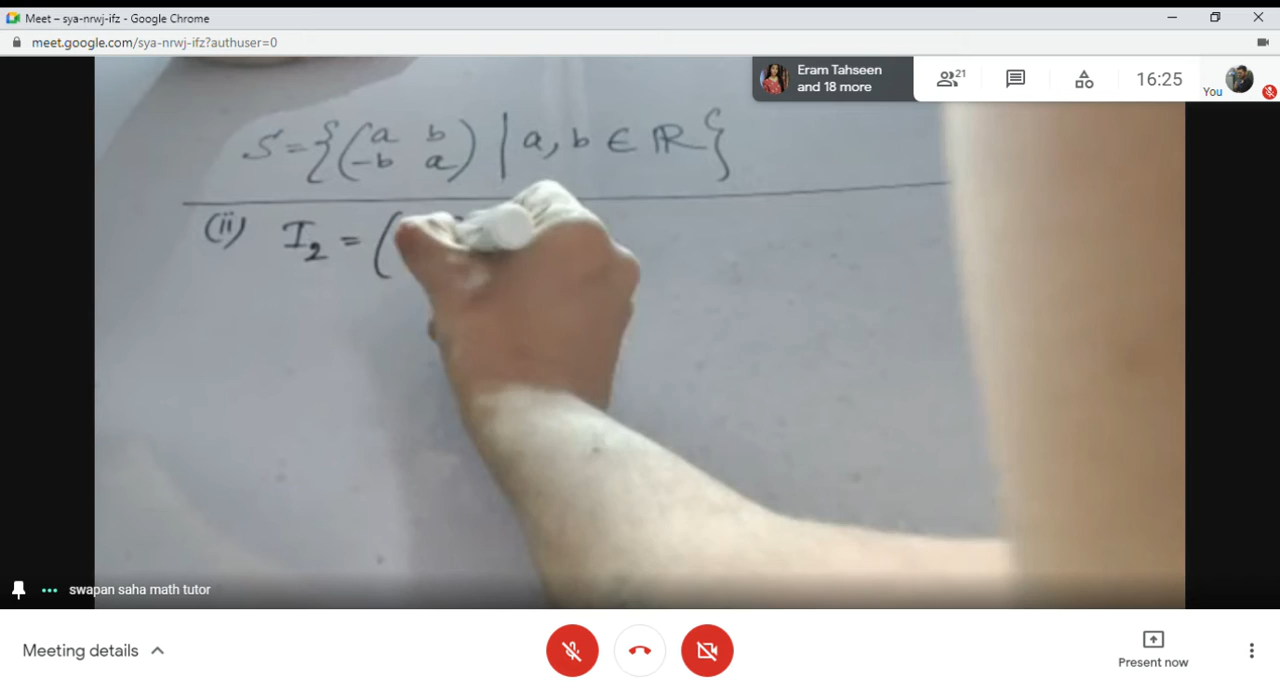 Meet – sya-nrwj-ifz - Google Chrome
meet.google.com/sya-nrwj-ifz?authuser=0
Eram Tahseen
and 18 more
21
16:25
You
S = {(a b
-b a) | a, b ∈ ℝ}
(ii) I₂ = (
swapan saha math tutor
Meeting details
Present now